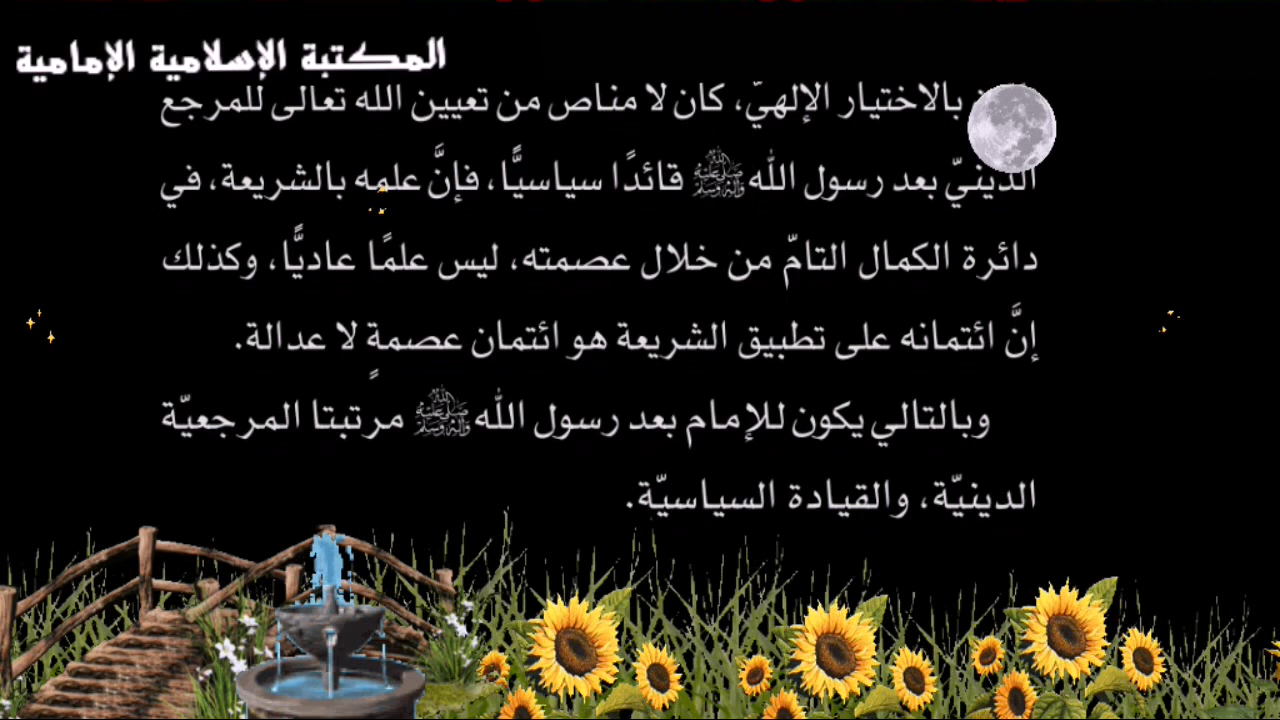 المكتبة الإسلامية الإمامية
بالاختيار الإلهيّ، كان لا مناص من تعيين الله تعالى للمرجع
الدينيّ بعد رسول الله ﷺ قائدًا سياسيًّا، فإنَّ علمه بالشريعة، في
دائرة الكمال التامّ من خلال عصمته، ليس علمًا عاديًّا، وكذلك
إنَّ ائتمانه على تطبيق الشريعة هو ائتمان عصمةٍ لا عدالة.
وبالتالي يكون للإمام بعد رسول الله ﷺ مرتبتا المرجعيّة
الدينيّة، والقيادة السياسيّة.